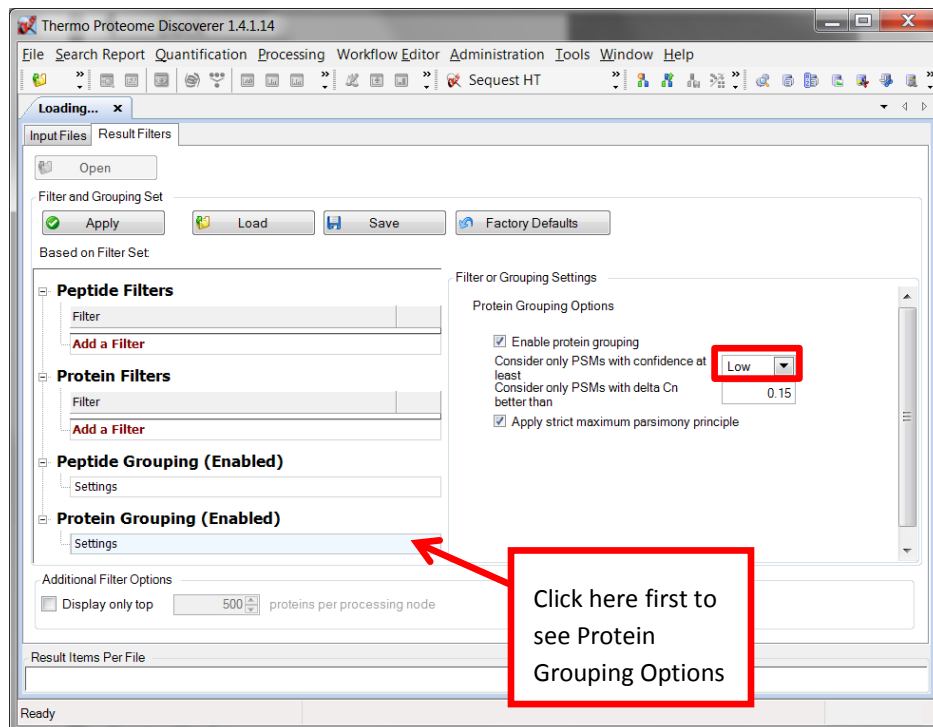 Thermo Proteome Discoverer 1.4.1.14
File Search Report Quantification Processing Workflow Editor Administration Tools Window Help
Sequest HT
Loading... x
Input Files Result Filters
Open
Filter and Grouping Set
Apply Load Save Factory Defaults
Based on Filter Set:
Peptide Filters
Filter
Add a Filter
Protein Filters
Filter
Add a Filter
Peptide Grouping (Enabled)
Settings
Protein Grouping (Enabled)
Settings
Filter or Grouping Settings
Protein Grouping Options
Enable protein grouping
Consider only PSMs with confidence at
least
Low
Consider only PSMs with delta Cn
better than
0.15
Apply strict maximum parsimony principle
Click here first to
see Protein
Grouping Options
Additional Filter Options
Display only top 500 proteins per processing node
Result Items Per File
Ready